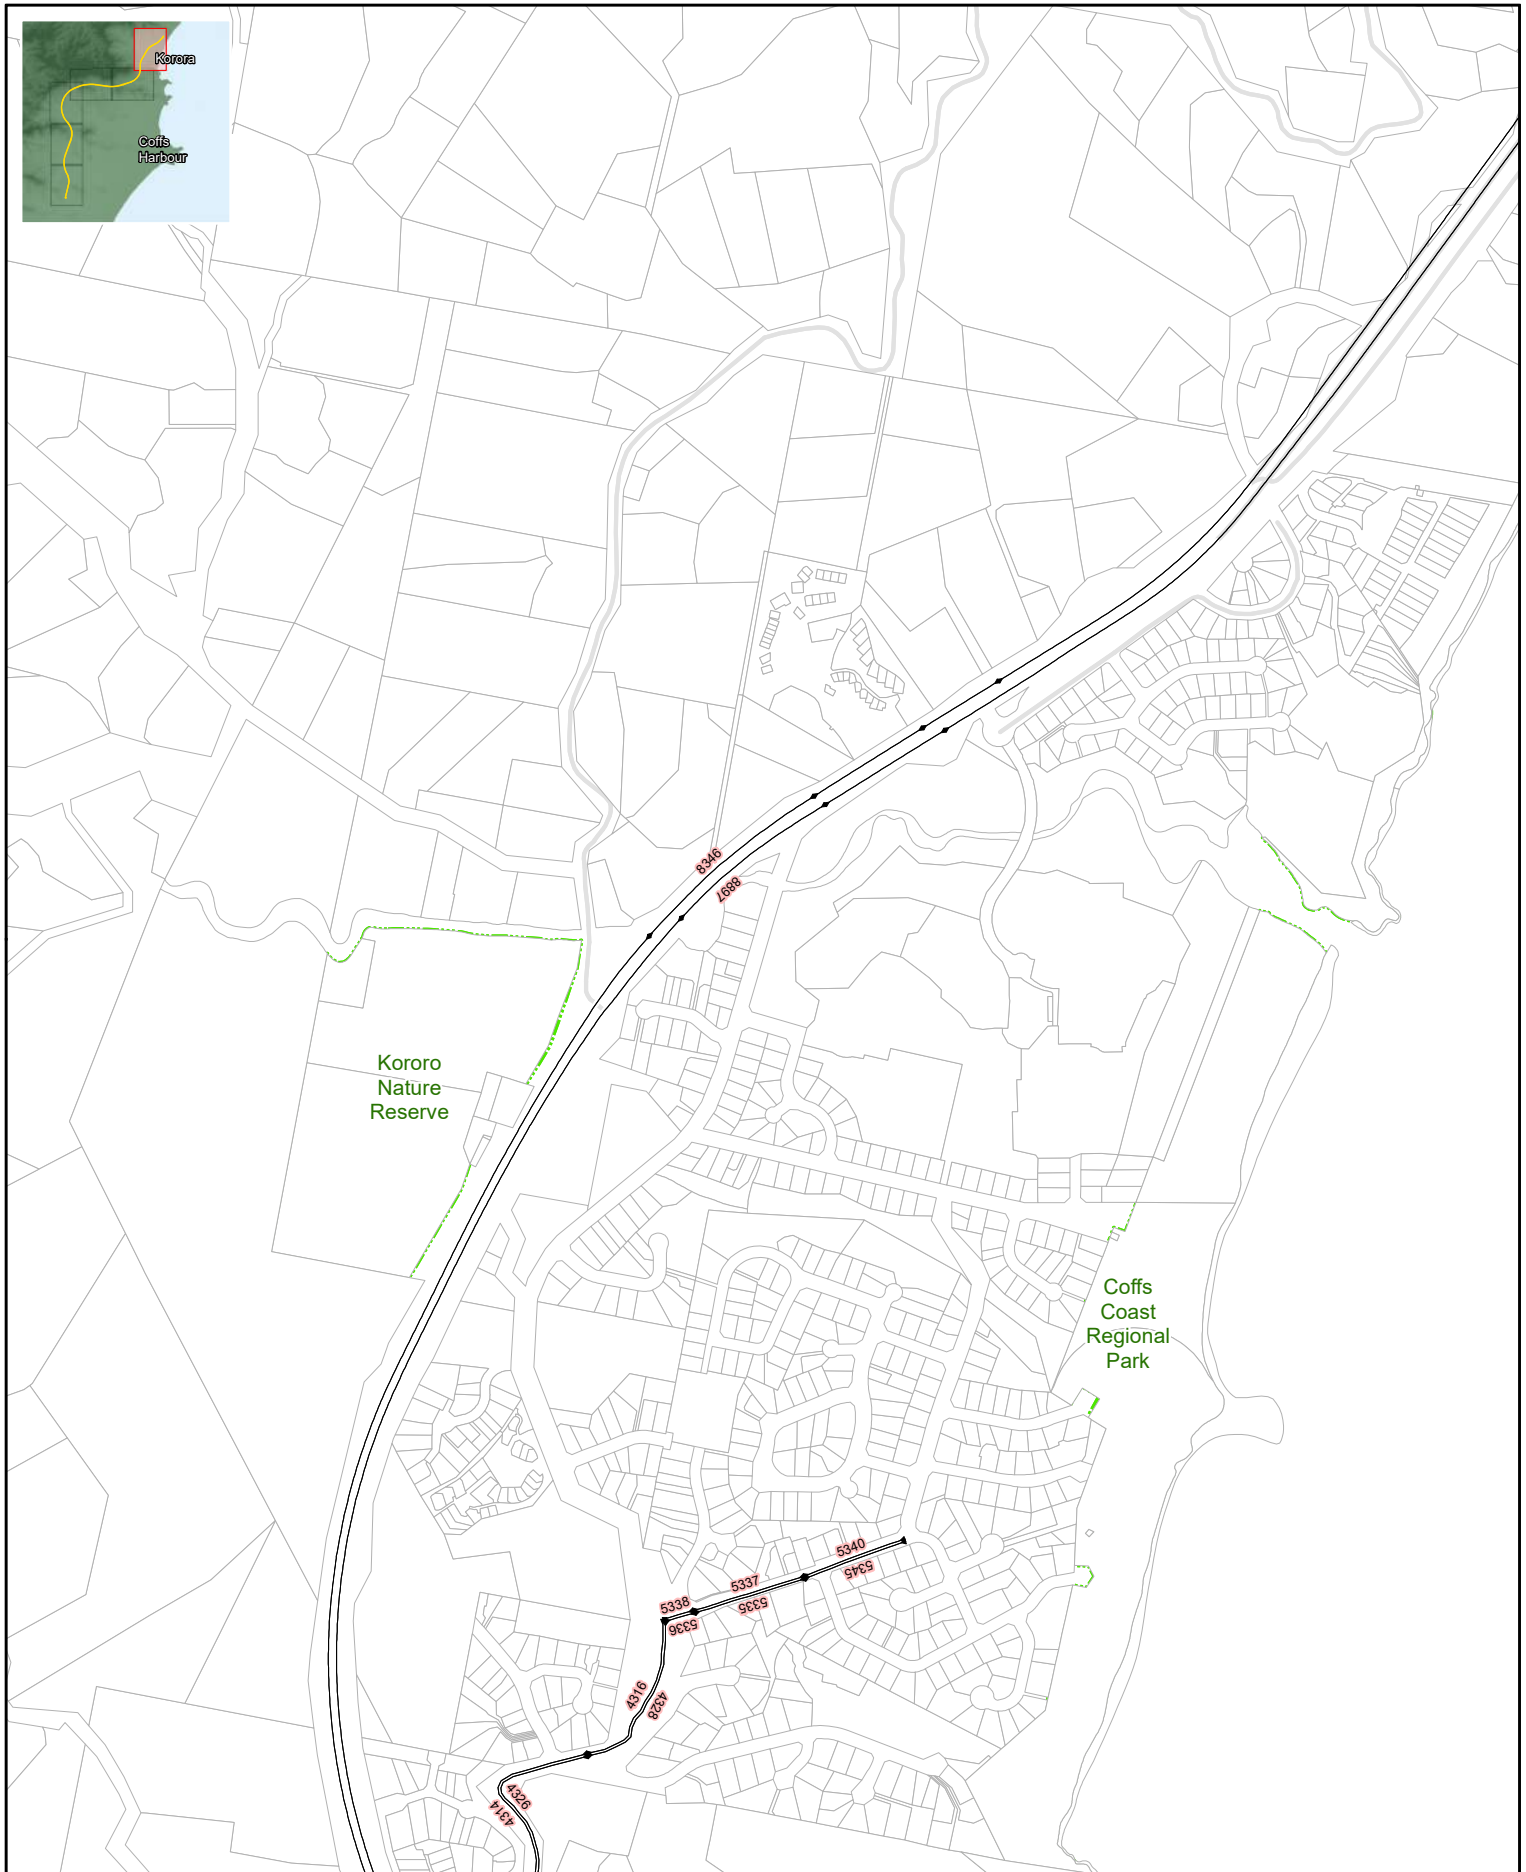 Korora
Coffs
Harbour
8346
8897
Kororo
Nature
Reserve
Coffs
Coast
Regional
Park
5340
5345
5337
5335
5338
5336
4316
4328
4326
4314